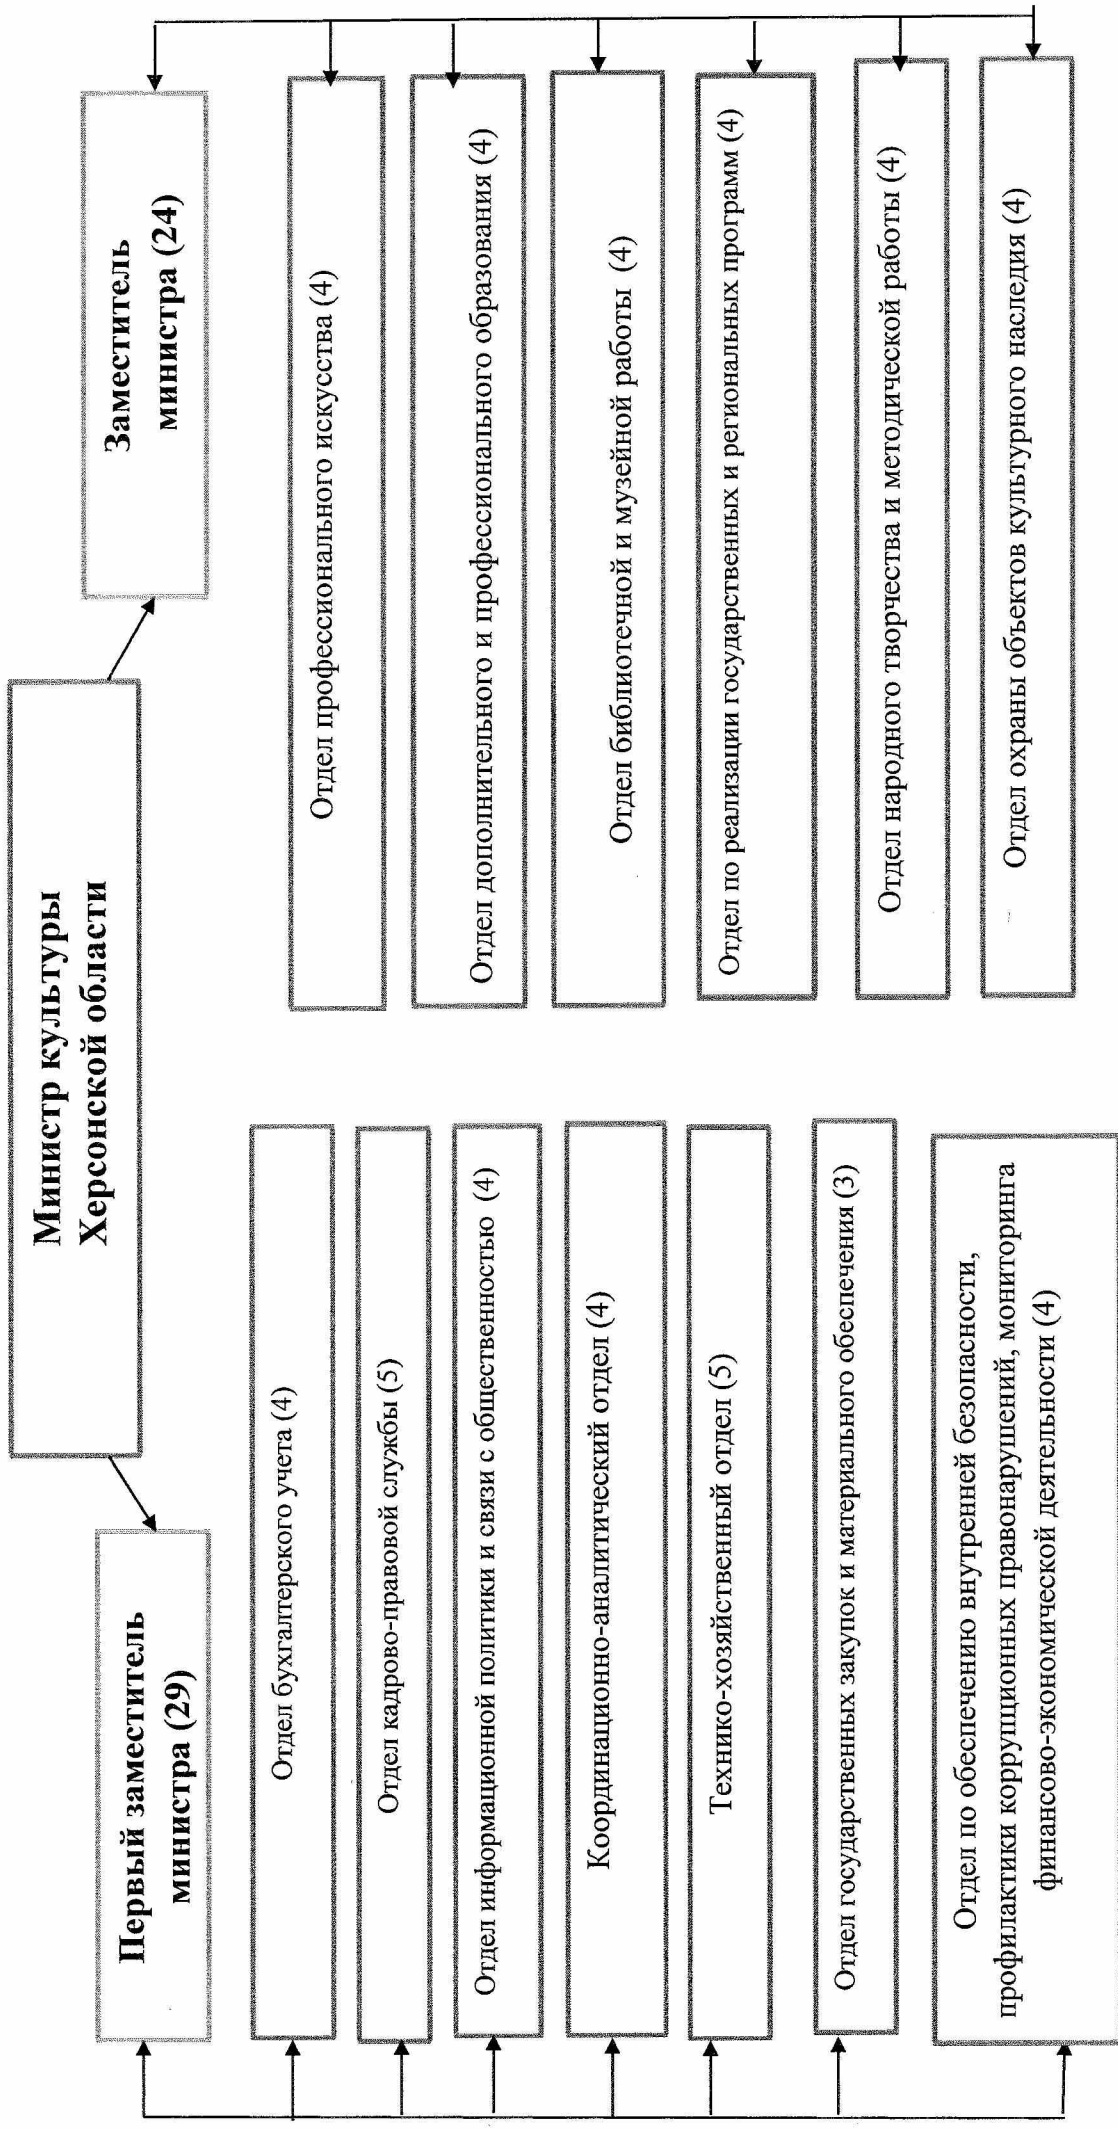 Министр культуры
Херсонской области
Первый заместитель
министра (29)
Отдел бухгалтерского учета (4)
Отдел кадрово-правовой службы (5)
Отдел информационной политики и связи с общественностью (4)
Координационно-аналитический отдел (4)
Технико-хозяйственный отдел (5)
Отдел государственных закупок и материального обеспечения (3)
Отдел по обеспечению внутренней безопасности,
профилактики коррупционных правонарушений, мониторинга
финансово-экономической деятельности (4)
Заместитель
министра (24)
Отдел профессионального искусства (4)
Отдел дополнительного и профессионального образования (4)
Отдел библиотечной и музейной работы (4)
Отдел по реализации государственных и региональных программ (4)
Отдел народного творчества и методической работы (4)
Отдел охраны объектов культурного наследия (4)